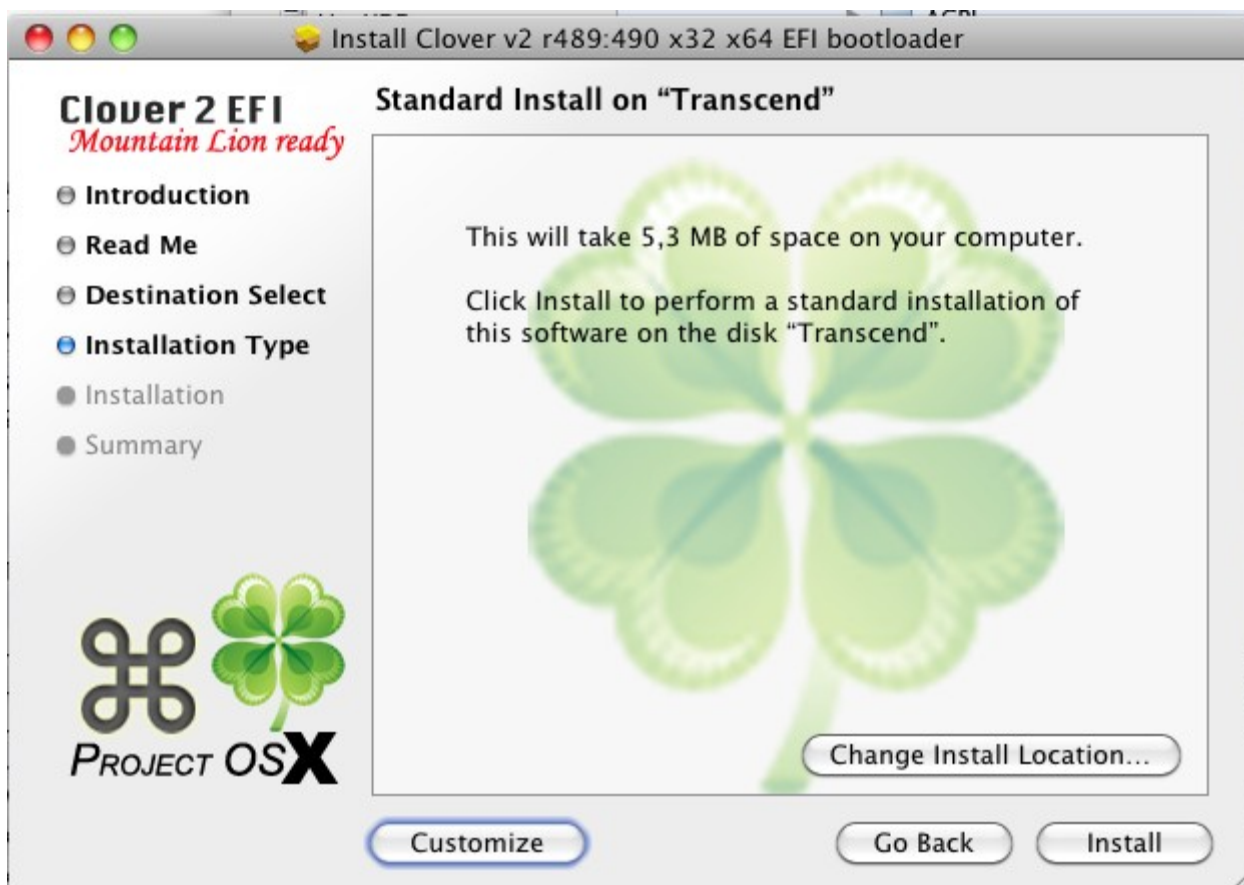 Install Clover v2 r489:490 x32 x64 EFI bootloader
Clover 2 EFI
Mountain Lion ready
Introduction
Read Me
Destination Select
Installation Type
Installation
Summary
PROJECT OSX
Standard Install on “Transcend”
This will take 5,3 MB of space on your computer.
Click Install to perform a standard installation of
this software on the disk “Transcend”.
Change Install Location...
Customize
Go Back
Install